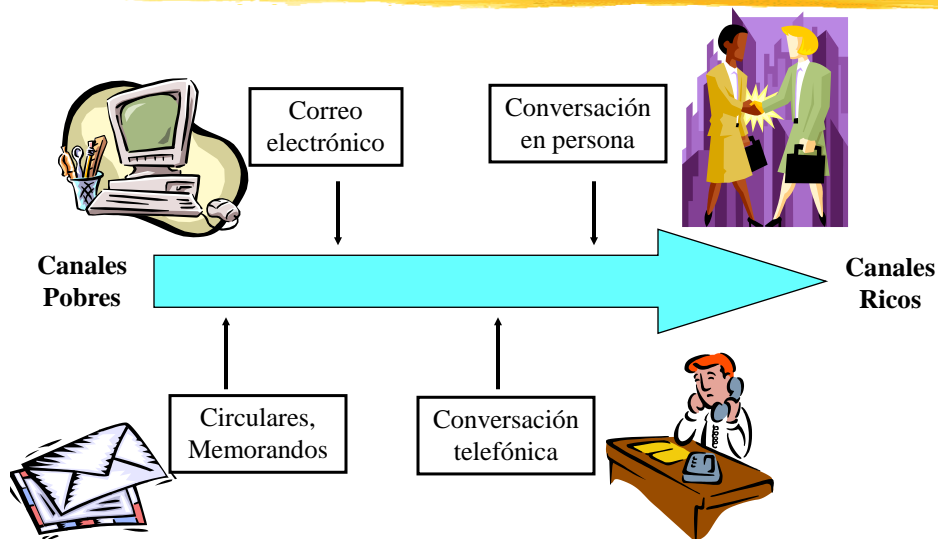 Correo
electrónico
Conversación
en persona
Canales
Pobres
Canales
Ricos
Circulares,
Memorandos
Conversación
telefónica